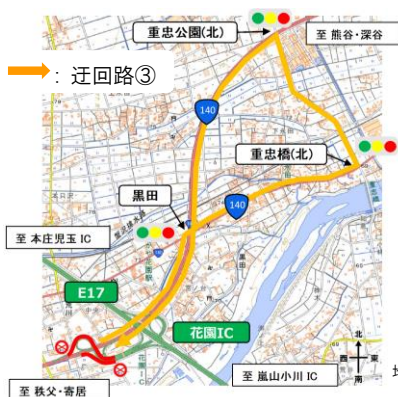 重忠公園(北)
至 熊谷・深谷
: 迂回路③
140
重忠橋(北)
黒田
140
至 本庄児玉 IC
E17
花園IC
至 嵐山小川 IC
北
西 東
南
至 秩父・寄居